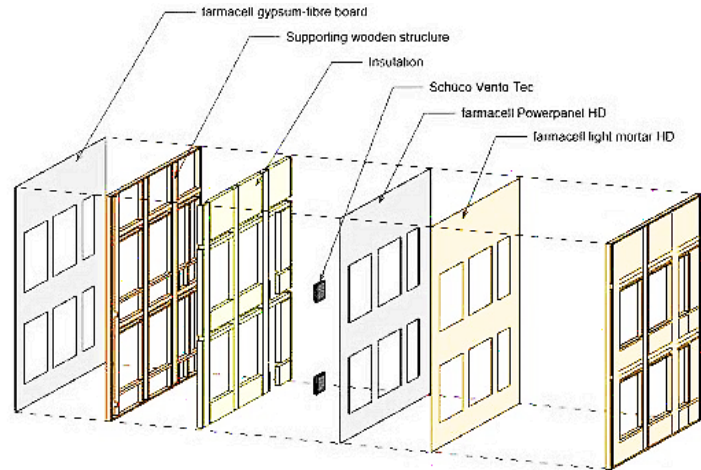 farmacell gypsum-fibre board
Supporting wooden structure
Insulation
Schüco Vento Tec
farmacell Powerpanel HD
farmacell light mortar HD